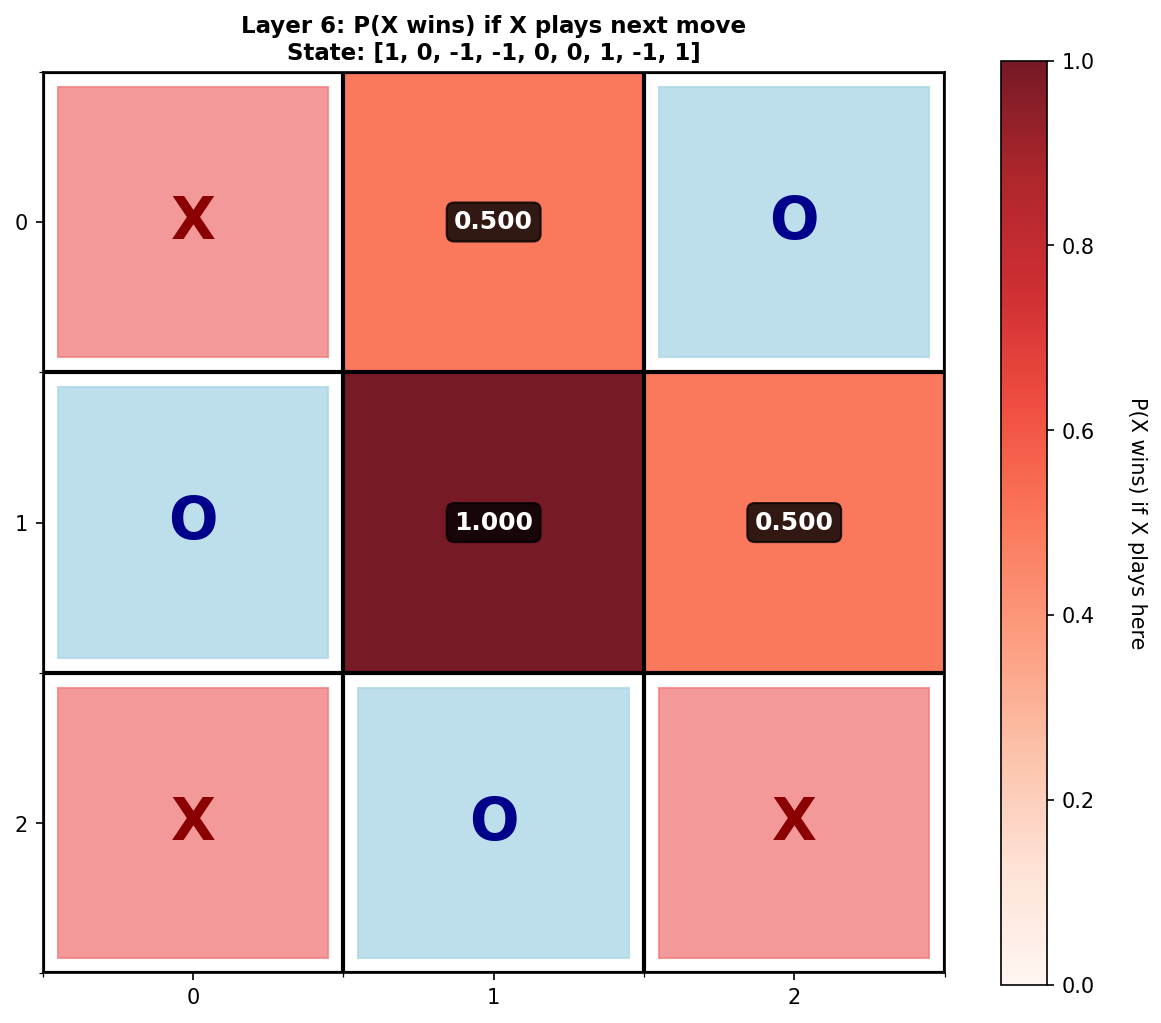 Layer 6: P(X wins) if X plays next move
State: [1, 0, -1, -1, 0, 0, 1, -1, 1]
0
X
0.500
O
1
O
1.000
0.500
2
X
O
X
0
1
2
1.0
0.8
0.6
0.4
0.2
0.0
P(X wins) if X plays here